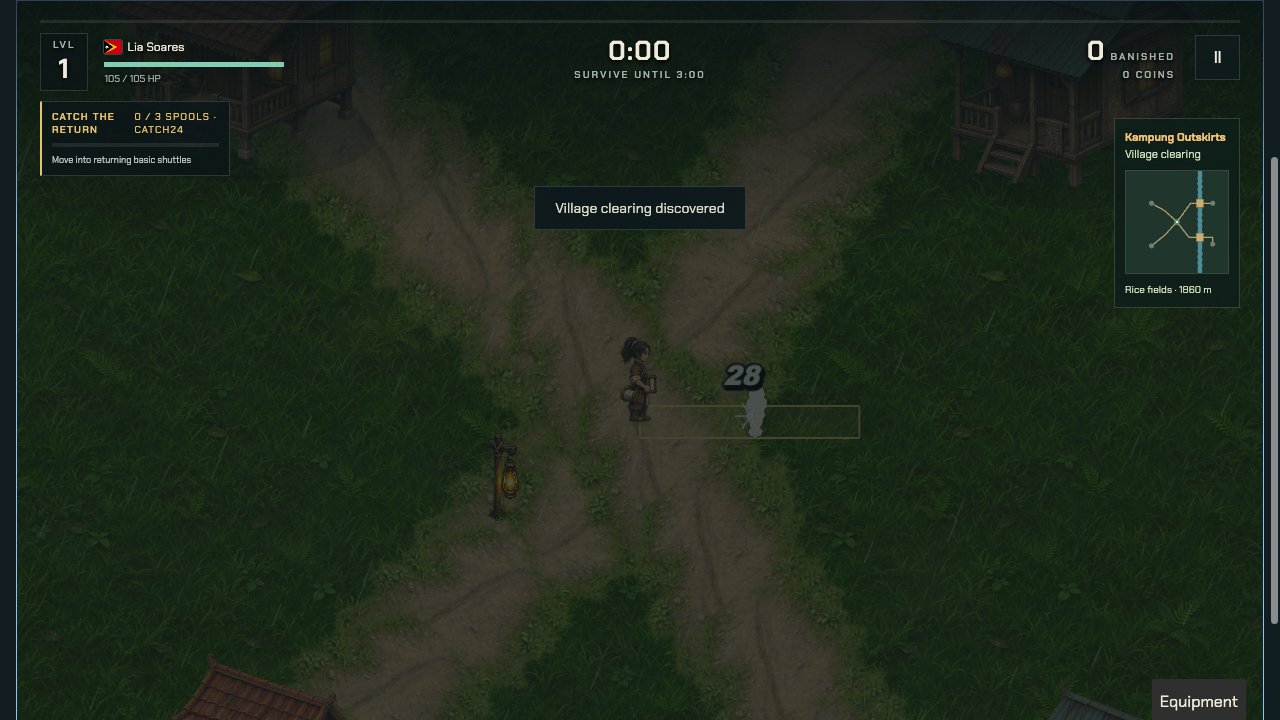 LVL
1
Lia Soares
105 / 105 HP
0:00
SURVIVE UNTIL 3:00
0 BANISHED
0 COINS
II
CATCH THE RETURN
0 / 3 SPOOLS · CATCH24
Move into returning basic shuttles
Kampung Outskirts
Village clearing
Rice fields · 1860 m
Village clearing discovered
28
Equipment